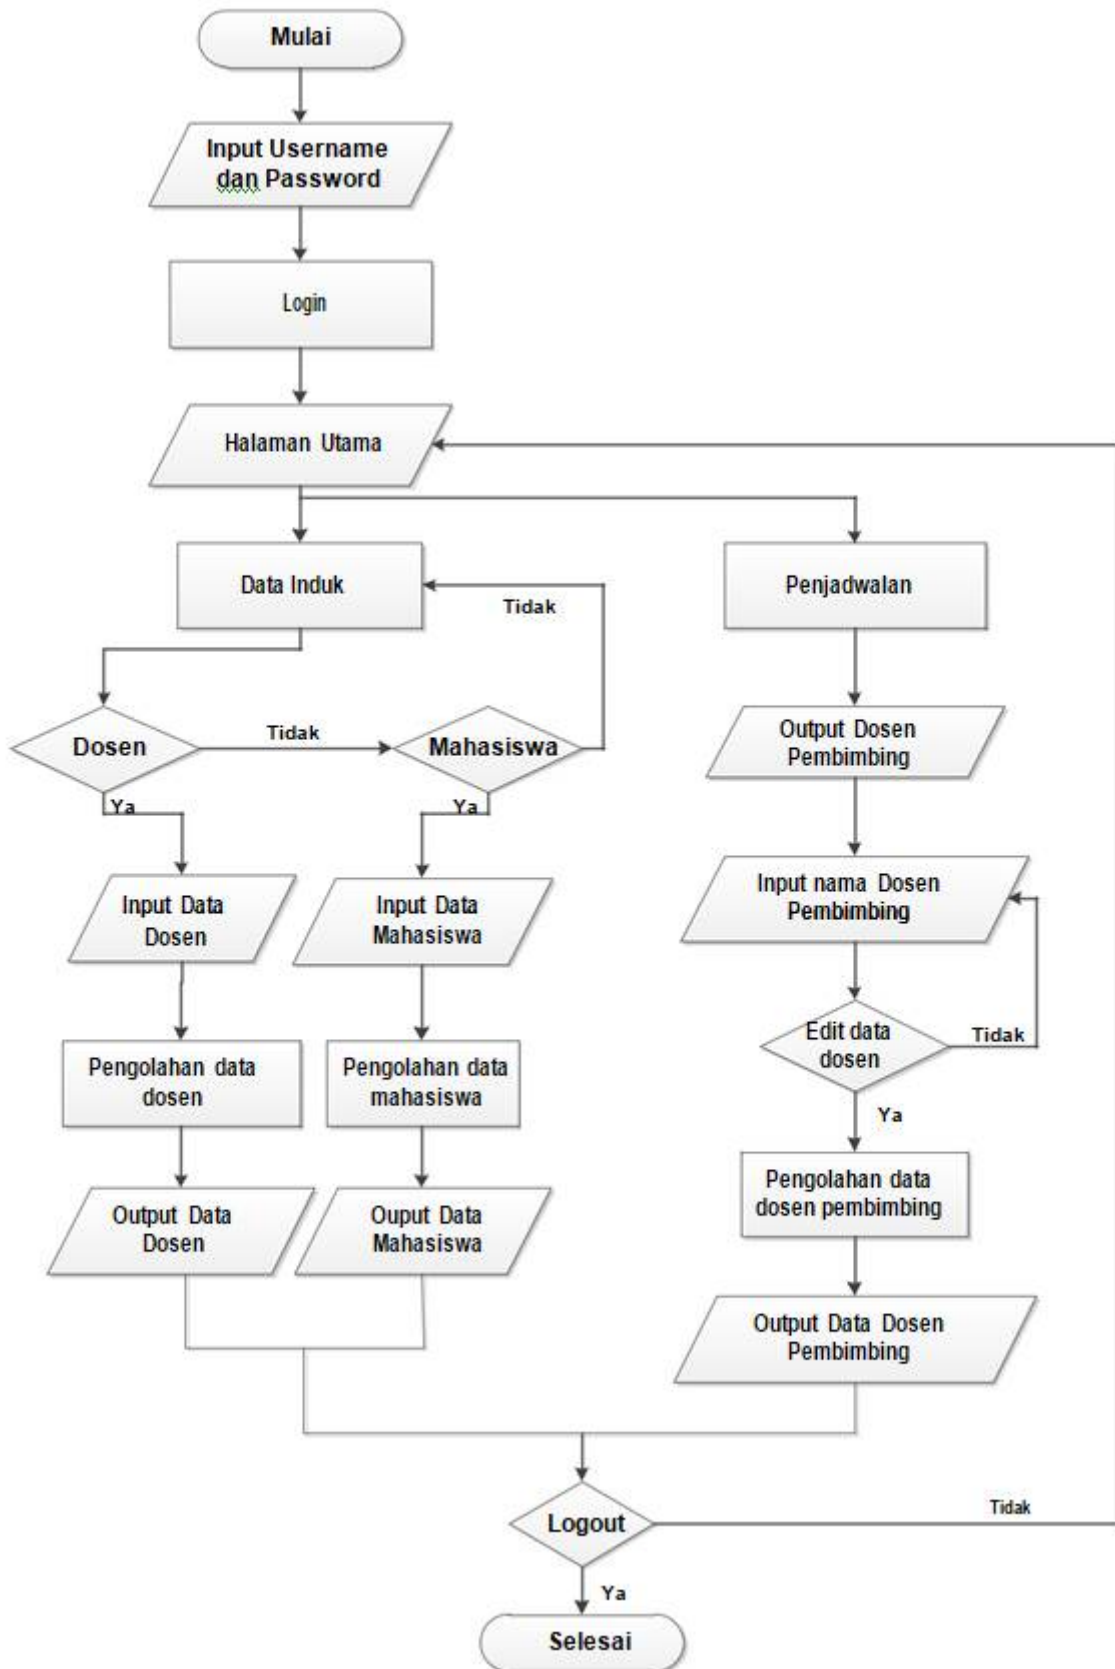 Mulai
Input Username
dan Password
Login
Halaman Utama
Data Induk
Tidak
Penjadwalan
Dosen
Tidak
Mahasiswa
Output Dosen
Pembimbing
Ya
Ya
Input Data
Dosen
Input Data
Mahasiswa
Input nama Dosen
Pembimbing
Edit data
dosen
Tidak
Pengolahan data
dosen
Pengolahan data
mahasiswa
Ya
Pengolahan data
dosen pembimbing
Output Data
Dosen
Ouput Data
Mahasiswa
Output Data Dosen
Pembimbing
Logout
Tidak
Ya
Selesai